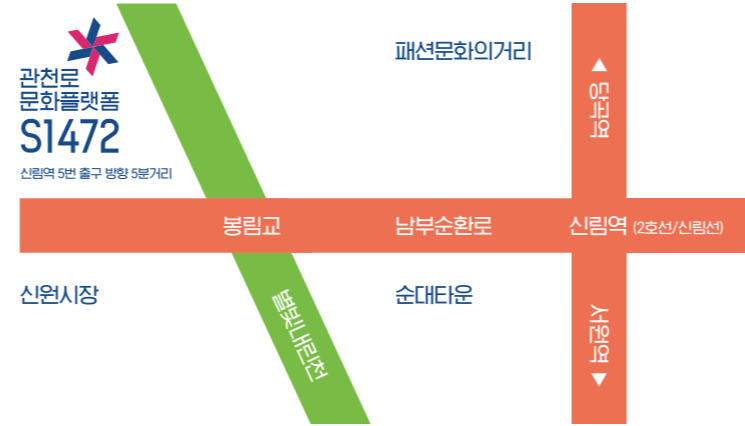 관천로
문화플랫폼
S1472
신림역 5번 출구 방향 5분거리
패션문화의거리
◀ 당곡역
봉림교
남부순환로
신림역 (2호선/신림선)
신원시장
별빛내린천
순대타운
서원역 ▶